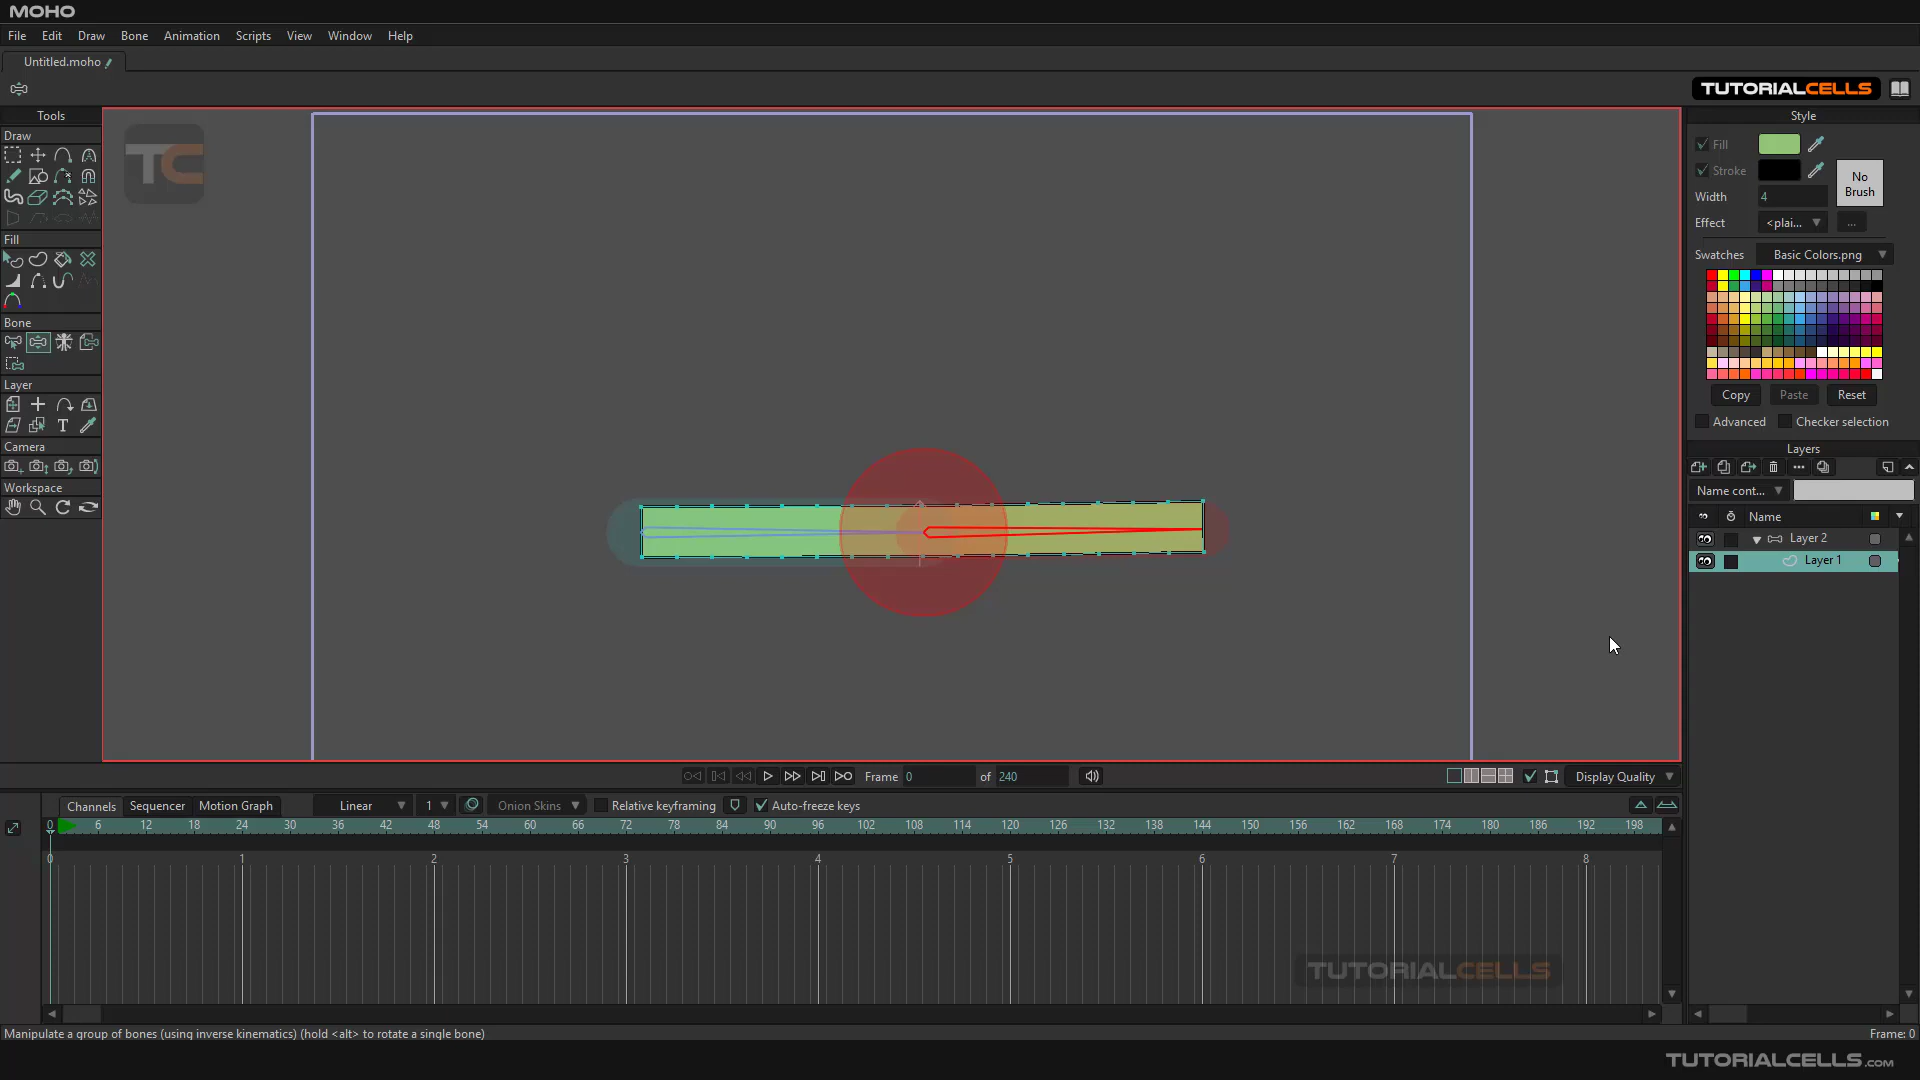 MOHO
File Edit Draw Bone Animation Scripts View Window Help
Untitled.moho
TUTORIALCELLS
Tools
Style
Draw
TC
Fill
Stroke
No Brush
Width 4
Effect <plai... ...
Fill
Swatches Basic Colors.png
Bone
Layer
Copy Paste Reset
Advanced Checker selection
Camera
Layers
Workspace
Name cont...
Name
Layer 2
Layer 1
Frame 0 of 240
Display Quality
Channels Sequencer Motion Graph Linear 1 Onion Skins Relative keyframing Auto-freeze keys
0 6 12 18 24 30 36 42 48 54 60 66 72 78 84 90 96 102 108 114 120 126 132 138 144 150 156 162 168 174 180 186 192 198
0 1 2 3 4 5 6 7 8
TUTORIALCELLS
Manipulate a group of bones (using inverse kinematics) (hold <alt> to rotate a single bone)
Frame: 0
TUTORIALCELLS.COM